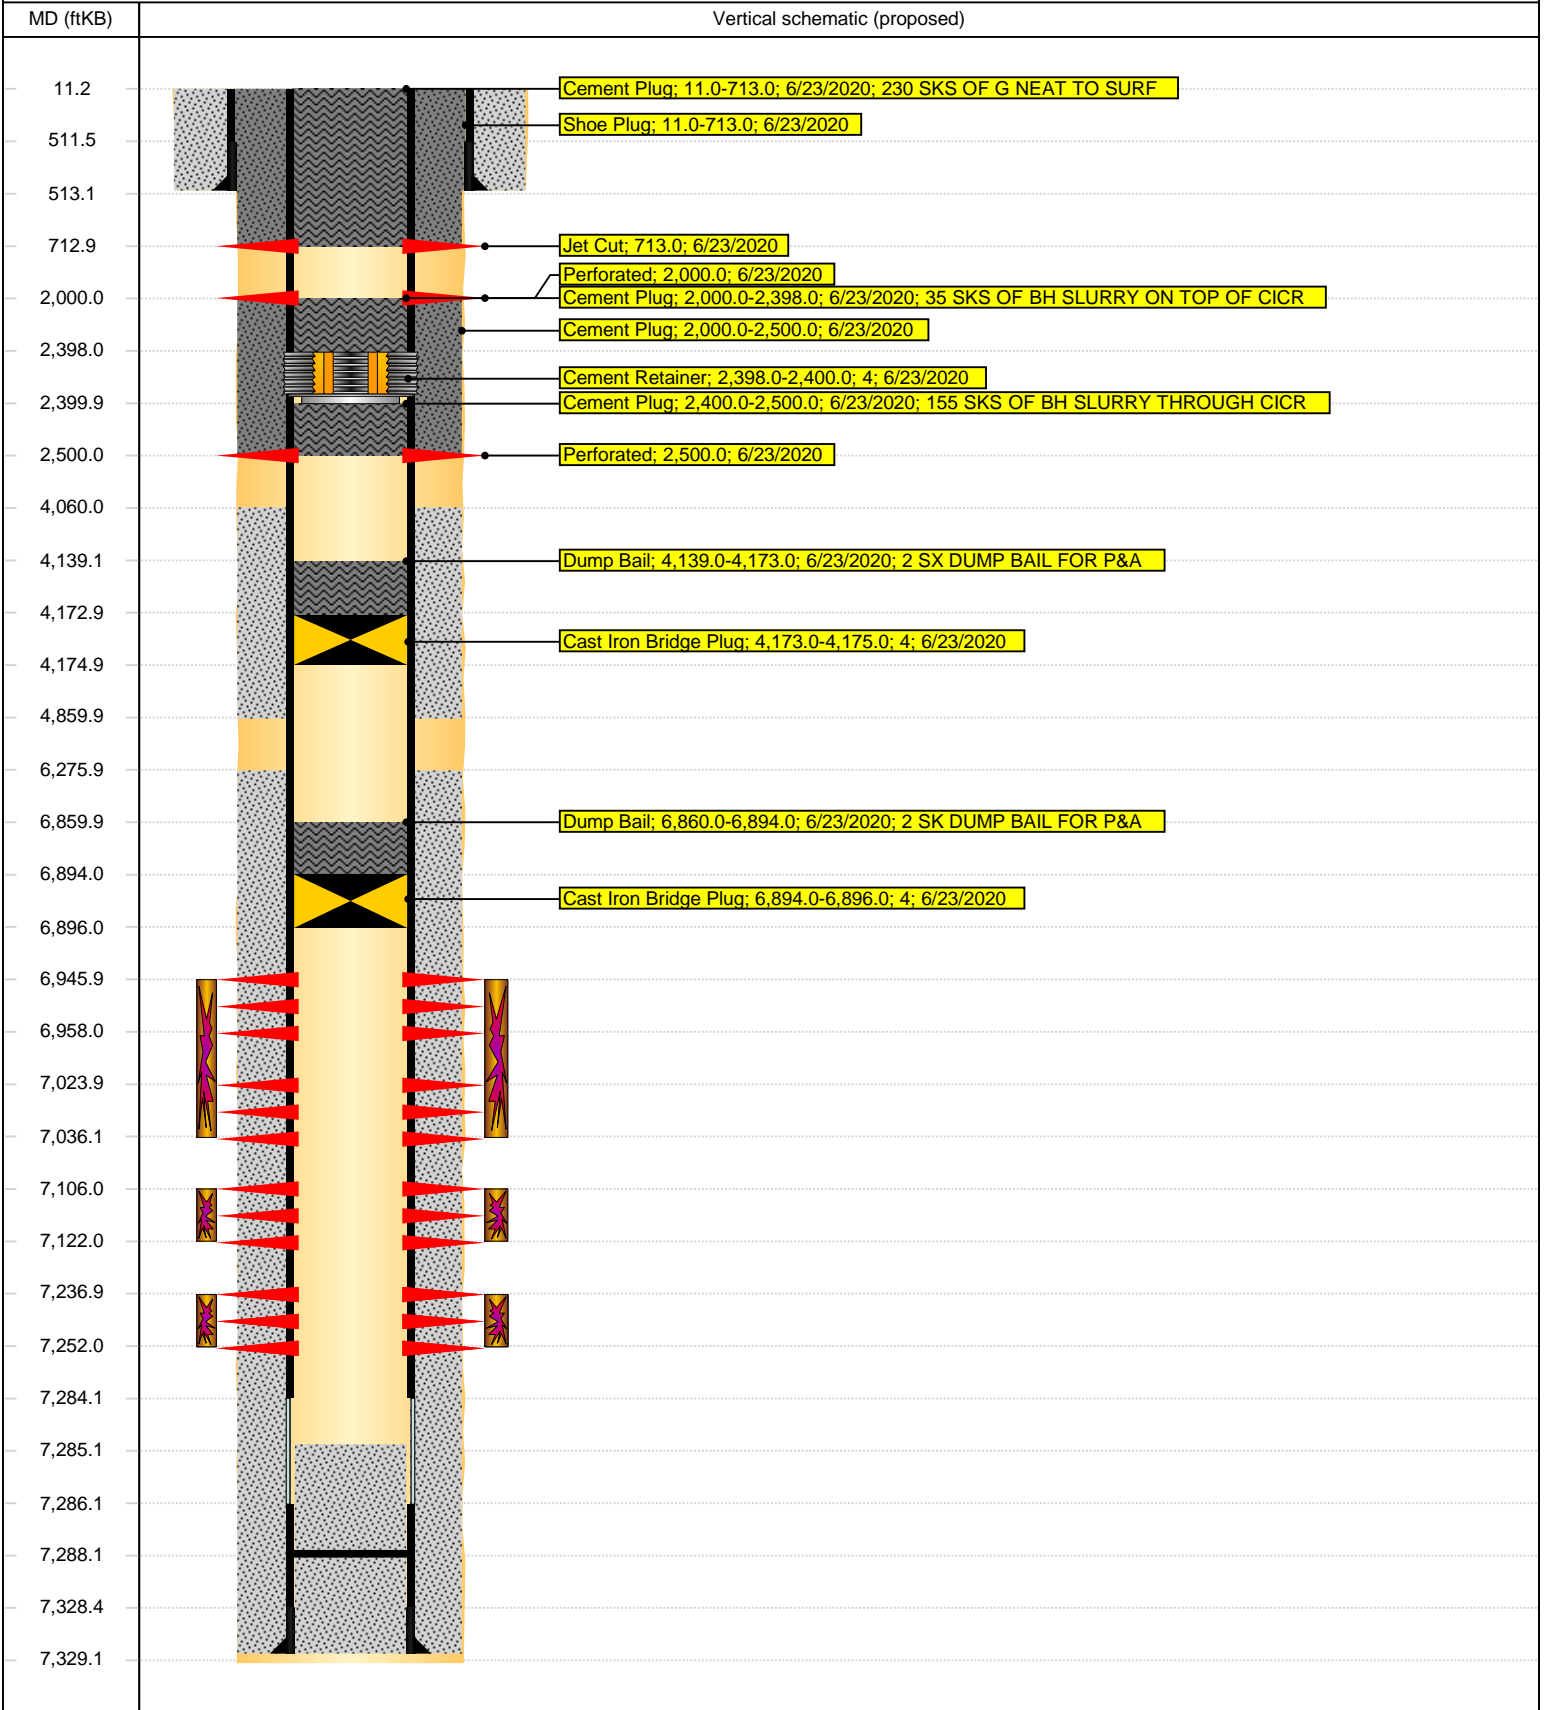 MD (ftKB)
Vertical schematic (proposed)
11.2
Cement Plug; 11.0-713.0; 6/23/2020; 230 SKS OF G NEAT TO SURF
Shoe Plug; 11.0-713.0; 6/23/2020
511.5
513.1
712.9
Jet Cut; 713.0; 6/23/2020
Perforated; 2,000.0; 6/23/2020
2,000.0
Cement Plug; 2,000.0-2,398.0; 6/23/2020; 35 SKS OF BH SLURRY ON TOP OF CICR
Cement Plug; 2,000.0-2,500.0; 6/23/2020
2,398.0
Cement Retainer; 2,398.0-2,400.0; 4; 6/23/2020
2,399.9
Cement Plug; 2,400.0-2,500.0; 6/23/2020; 155 SKS OF BH SLURRY THROUGH CICR
2,500.0
Perforated; 2,500.0; 6/23/2020
4,060.0
4,139.1
Dump Bail; 4,139.0-4,173.0; 6/23/2020; 2 SX DUMP BAIL FOR P&A
4,172.9
Cast Iron Bridge Plug; 4,173.0-4,175.0; 4; 6/23/2020
4,174.9
4,859.9
6,275.9
6,859.9
Dump Bail; 6,860.0-6,894.0; 6/23/2020; 2 SK DUMP BAIL FOR P&A
6,894.0
Cast Iron Bridge Plug; 6,894.0-6,896.0; 4; 6/23/2020
6,896.0
6,945.9
6,958.0
7,023.9
7,036.1
7,106.0
7,122.0
7,236.9
7,252.0
7,284.1
7,285.1
7,286.1
7,288.1
7,328.4
7,329.1